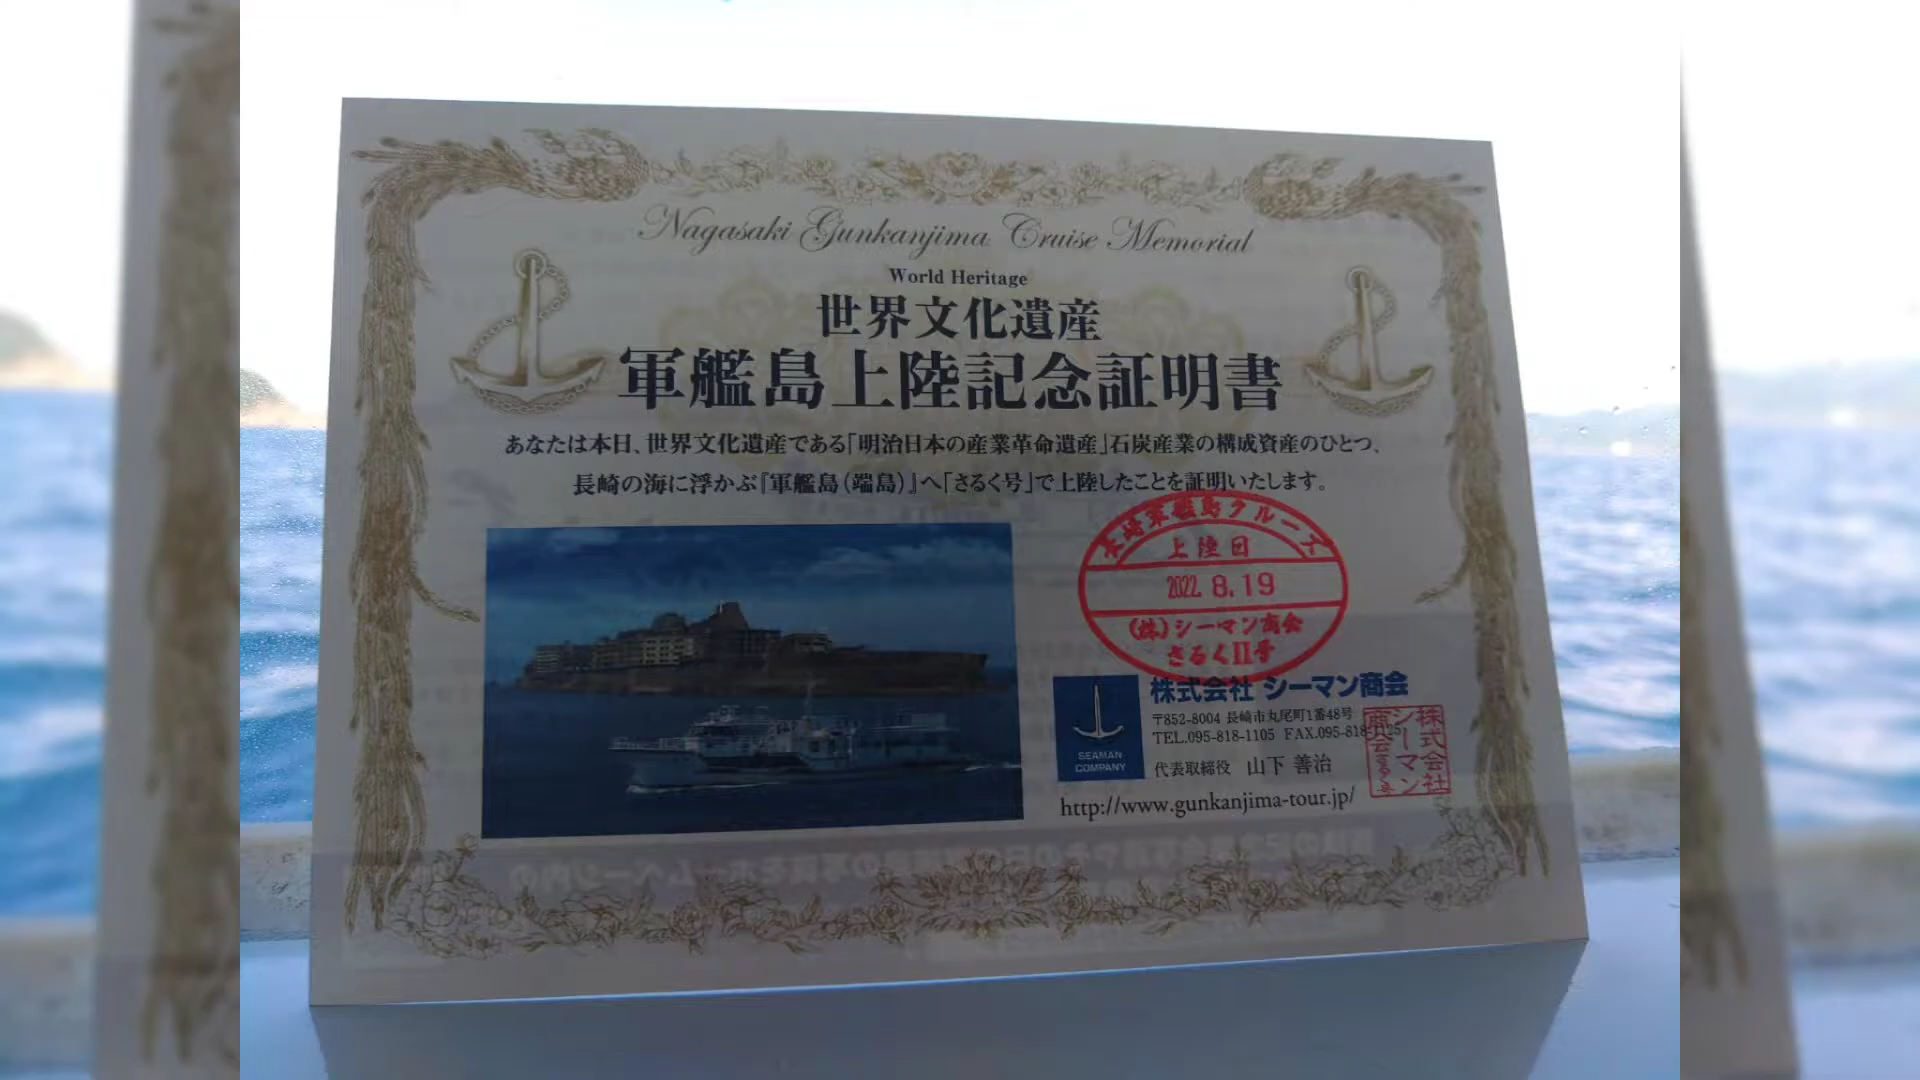 Nagasaki Gunkanjima Cruise Memorial
World Heritage
世界文化遺産
軍艦島上陸記念証明書
あなたは本日、世界文化遺産である「明治日本の産業革命遺産」石炭産業の構成資産のひとつ、
長崎の海に浮かぶ『軍艦島(端島)』へ「さるく号」で上陸したことを証明いたします。
軍艦島クルーズ
上陸日
2022. 8.19
(株)シーマン商会
さるくII号
株式会社 シーマン商会
〒852-8004 長崎市丸尾町1番48号
TEL.095-818-1105 FAX.095-818-1125
代表取締役 山下 善治
http://www.gunkanjima-tour.jp/
SEAMAN
COMPANY
株式会社
シーマン
商会